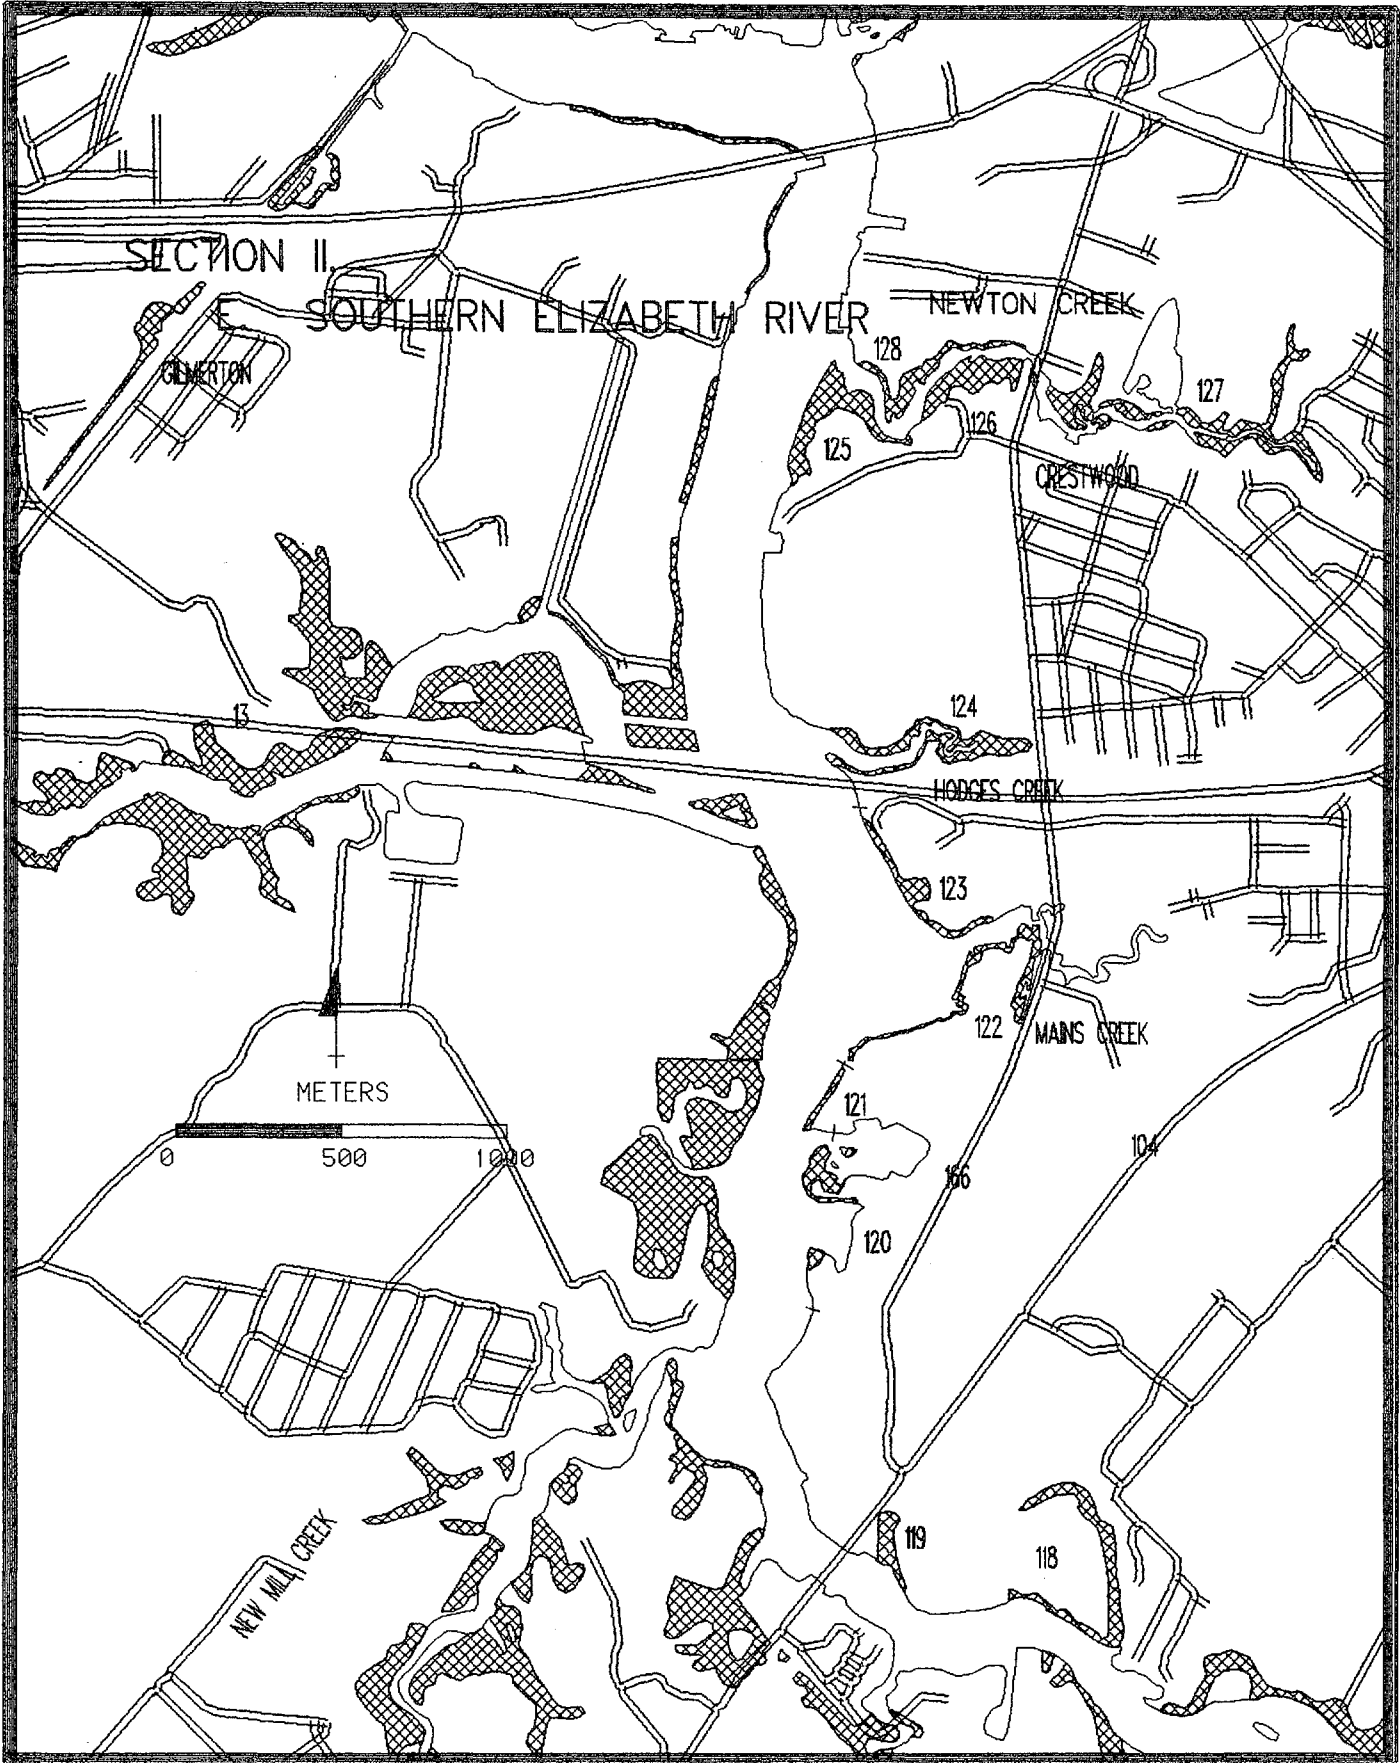 SECTION II.
E SOUTHERN ELIZABETH RIVER
NEWTON CREEK
128
GILMERTON
127
126
125
CRESTWOOD
124
13
HODGES CREEK
123
122
MAINS CREEK
METERS
121
0 500 1000
104
166
120
119
118
NEW MILL CREEK